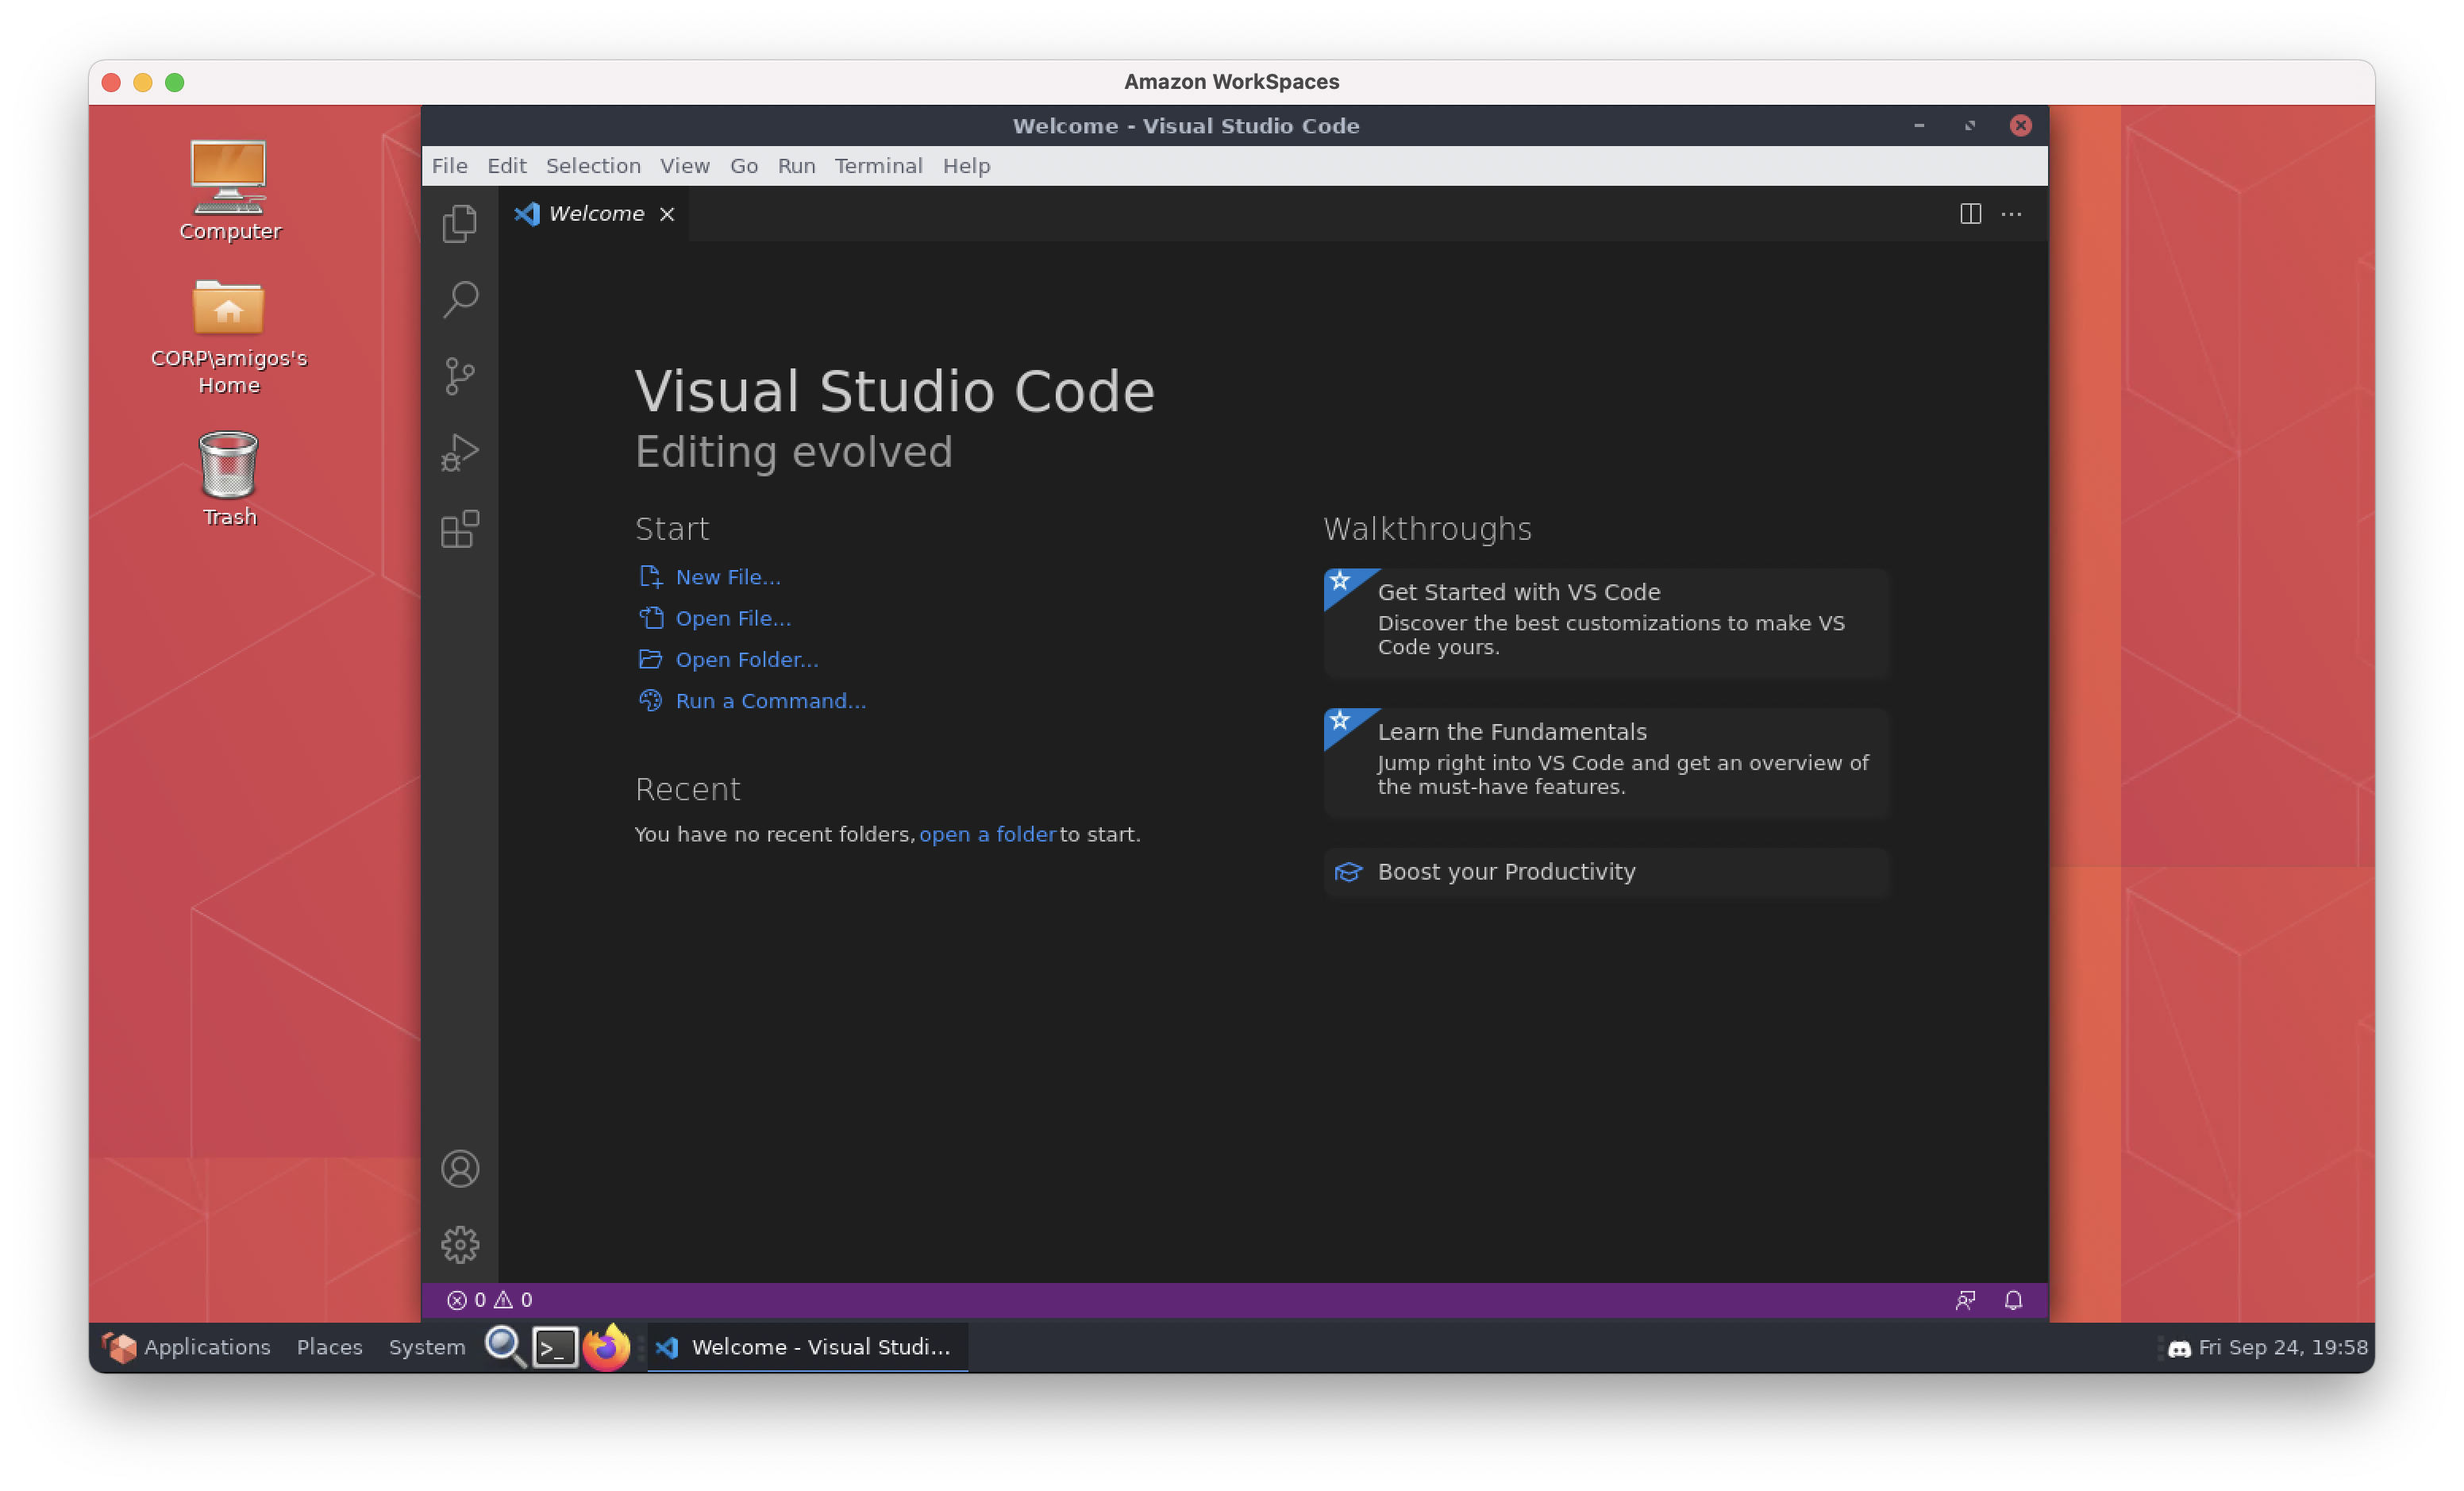 Amazon WorkSpaces
Welcome - Visual Studio Code
File Edit Selection View Go Run Terminal Help
Computer
CORP\amigos's
Home
Trash
Welcome
Visual Studio Code
Editing evolved
Start
New File...
Open File...
Open Folder...
Run a Command...
Recent
You have no recent folders, open a folder to start.
Walkthroughs
Get Started with VS Code
Discover the best customizations to make VS
Code yours.
Learn the Fundamentals
Jump right into VS Code and get an overview of
the must-have features.
Boost your Productivity
0 0
Applications Places System >_ Welcome - Visual Studi... Fri Sep 24, 19:58